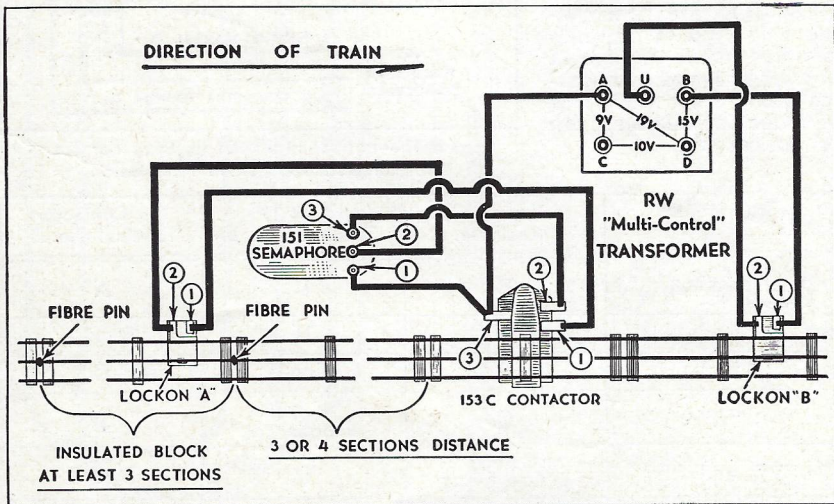 DIRECTION OF TRAIN
A U B
9V 19V 15V
C 10V D
RW
"Multi-Control"
TRANSFORMER
3
151
SEMAPHORE
2
1
2
1
FIBRE PIN
FIBRE PIN
2
3
1
2
1
LOCKON "A"
153C CONTACTOR
LOCKON "B"
INSULATED BLOCK
AT LEAST 3 SECTIONS
3 OR 4 SECTIONS DISTANCE